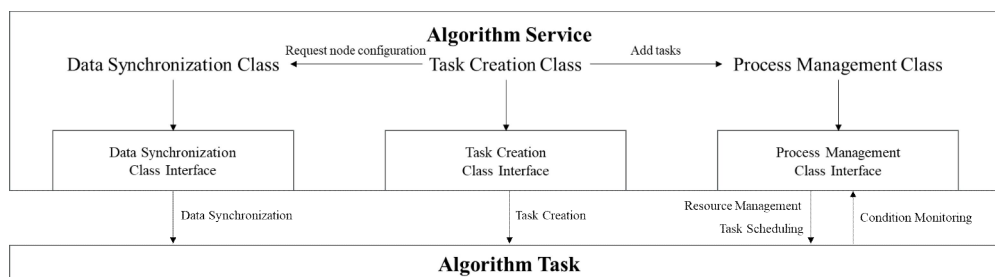 Algorithm Service
Request node configuration
Add tasks
Data Synchronization Class
Task Creation Class
Process Management Class
Data Synchronization
Class Interface
Task Creation
Class Interface
Process Management
Class Interface
Data Synchronization
Task Creation
Resource Management
Task Scheduling
Condition Monitoring
Algorithm Task